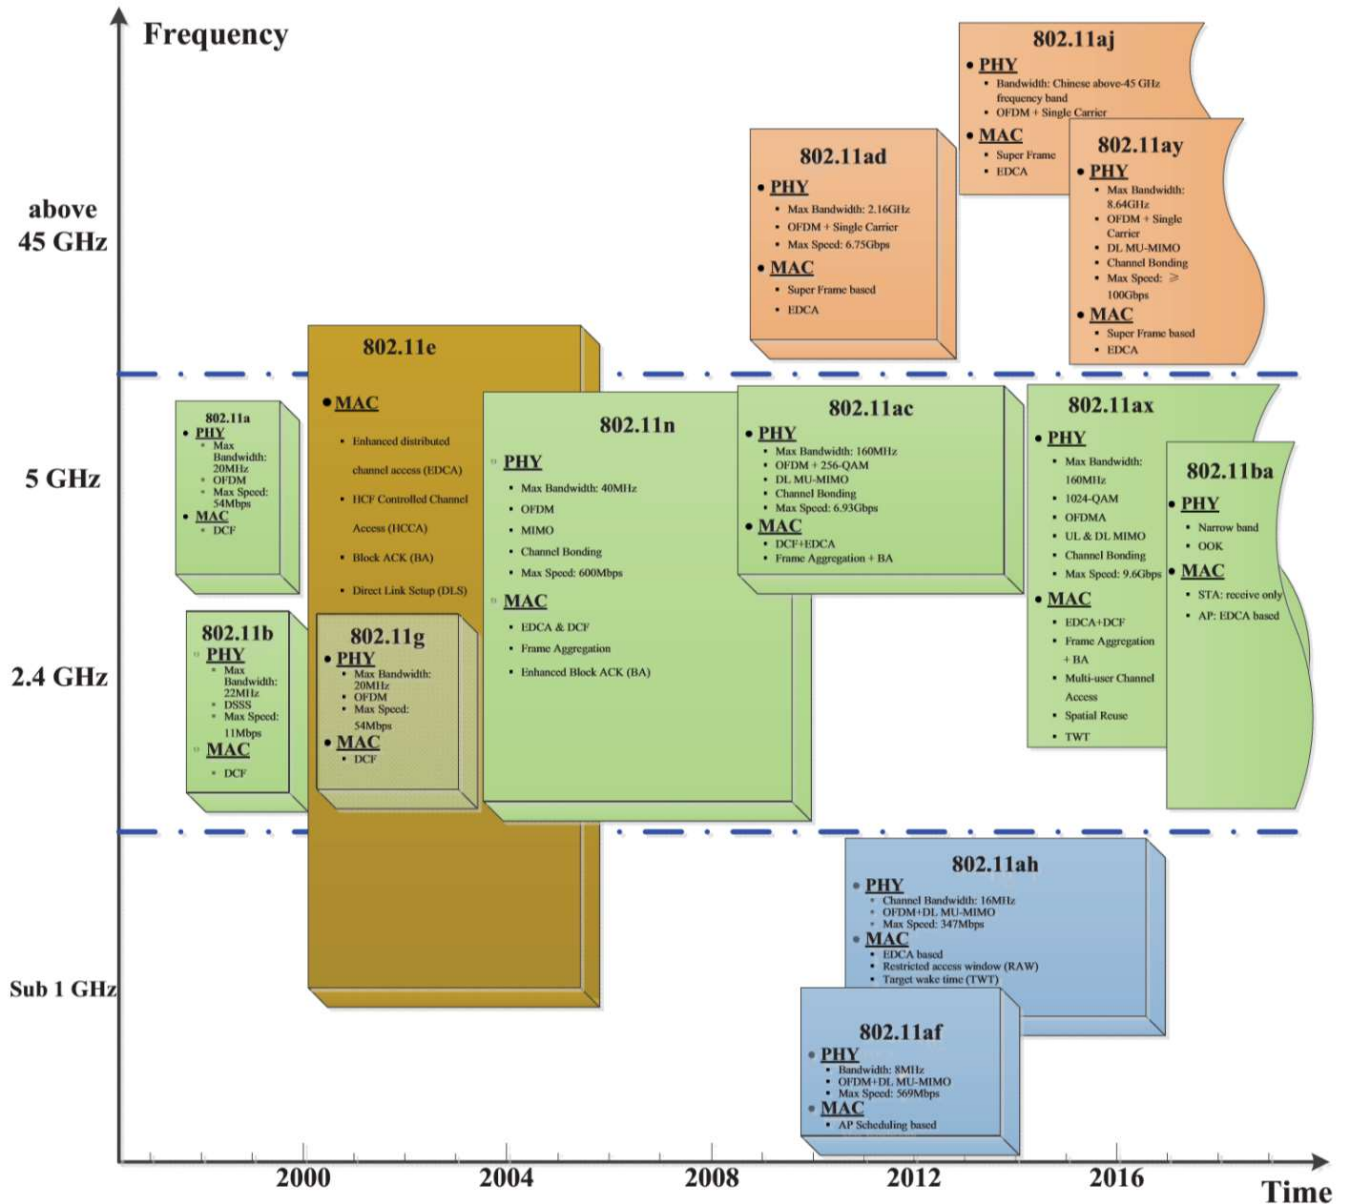 Frequency
above
45 GHz
5 GHz
2.4 GHz
Sub 1 GHz
802.11aj
PHY
Bandwidth: Chinese above-45 GHz
frequency band
OFDM + Single Carrier
MAC
Super Frame
EDCA
802.11ay
PHY
Max Bandwidth:
8.64GHz
OFDM + Single
Carrier
DL MU-MIMO
Channel Bonding
Max Speed: ≥
100Gbps
MAC
Super Frame based
EDCA
802.11ad
PHY
Max Bandwidth: 2.16GHz
OFDM + Single Carrier
Max Speed: 6.75Gbps
MAC
Super Frame based
EDCA
802.11e
MAC
Enhanced distributed
channel access (EDCA)
HCF Controlled Channel
Access (HCCA)
Block ACK (BA)
Direct Link Setup (DLS)
802.11a
PHY
Max
Bandwidth:
20MHz
OFDM
Max Speed:
54Mbps
MAC
DCF
802.11b
PHY
Max
Bandwidth:
22MHz
DSSS
Max Speed:
11Mbps
MAC
DCF
802.11g
PHY
Max Bandwidth:
20MHz
OFDM
Max Speed:
54Mbps
MAC
DCF
802.11n
PHY
Max Bandwidth: 40MHz
OFDM
MIMO
Channel Bonding
Max Speed: 600Mbps
MAC
EDCA & DCF
Frame Aggregation
Enhanced Block ACK (BA)
802.11ac
PHY
Max Bandwidth: 160MHz
OFDM + 256-QAM
DL MU-MIMO
Channel Bonding
Max Speed: 6.93Gbps
MAC
DCF+EDCA
Frame Aggregation + BA
802.11ax
PHY
Max Bandwidth:
160MHz
1024-QAM
OFDMA
UL & DL MIMO
Channel Bonding
Max Speed: 9.6Gbps
MAC
EDCA+DCF
Frame Aggregation
+ BA
Multi-user Channel
Access
Spatial Reuse
TWT
802.11ba
PHY
Narrow band
OOK
MAC
STA: receive only
AP: EDCA based
802.11ah
PHY
Channel Bandwidth: 16MHz
OFDM+DL MU-MIMO
Max Speed: 347Mbps
MAC
EDCA based
Restricted access window (RAW)
Target wake time (TWT)
802.11af
PHY
Bandwidth: 8MHz
OFDM+DL MU-MIMO
Max Speed: 569Mbps
MAC
AP Scheduling based
2000
2004
2008
2012
2016
Time